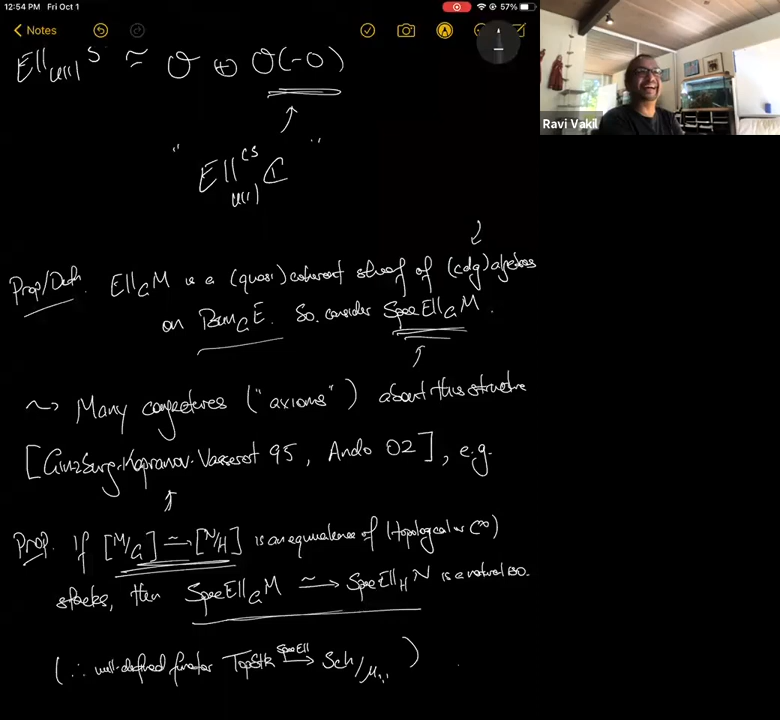 12:54 PM Fri Oct 1
57%
Notes
Ell_{U(1)} S ≃ O ⊕ O(-0)
Ravi Vakil
" Ell^{cs}_{U(1)} ℂ "
Prop/Defn. Ell_G M is a (quasi)coherent sheaf of (cdg) algebras
on Bun_G E. So consider Spec Ell_G M.
⇝ Many conjectures ("axioms") about this structure
[Ginzburg-Kapranov-Vasserot 95, Ando 02], e.g.
Prop. If [M/G] ≃→ [N/H] is an equivalence of (topological or C^∞)
stacks, then Spec Ell_G M ≃→ Spec Ell_H N is a natural iso.
(∴ well-defined functor TopStk Spec Ell→ Sch/M_{1,1} )